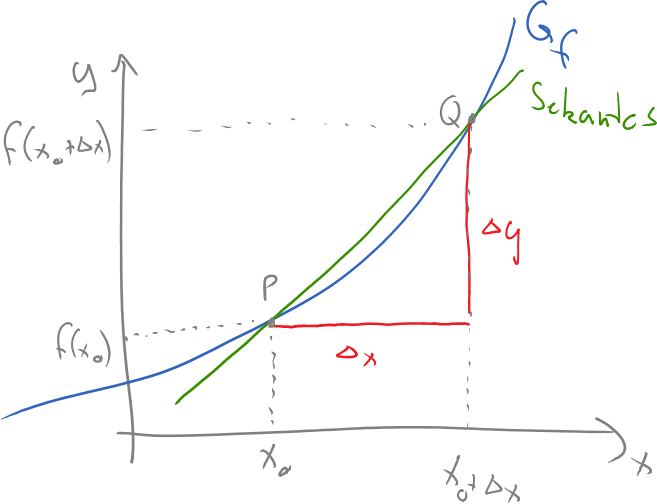 G_f
y
Sekantes
f(x₀+Δx)
Q
Δy
P
f(x₀)
Δx
x₀
x₀+Δx
x